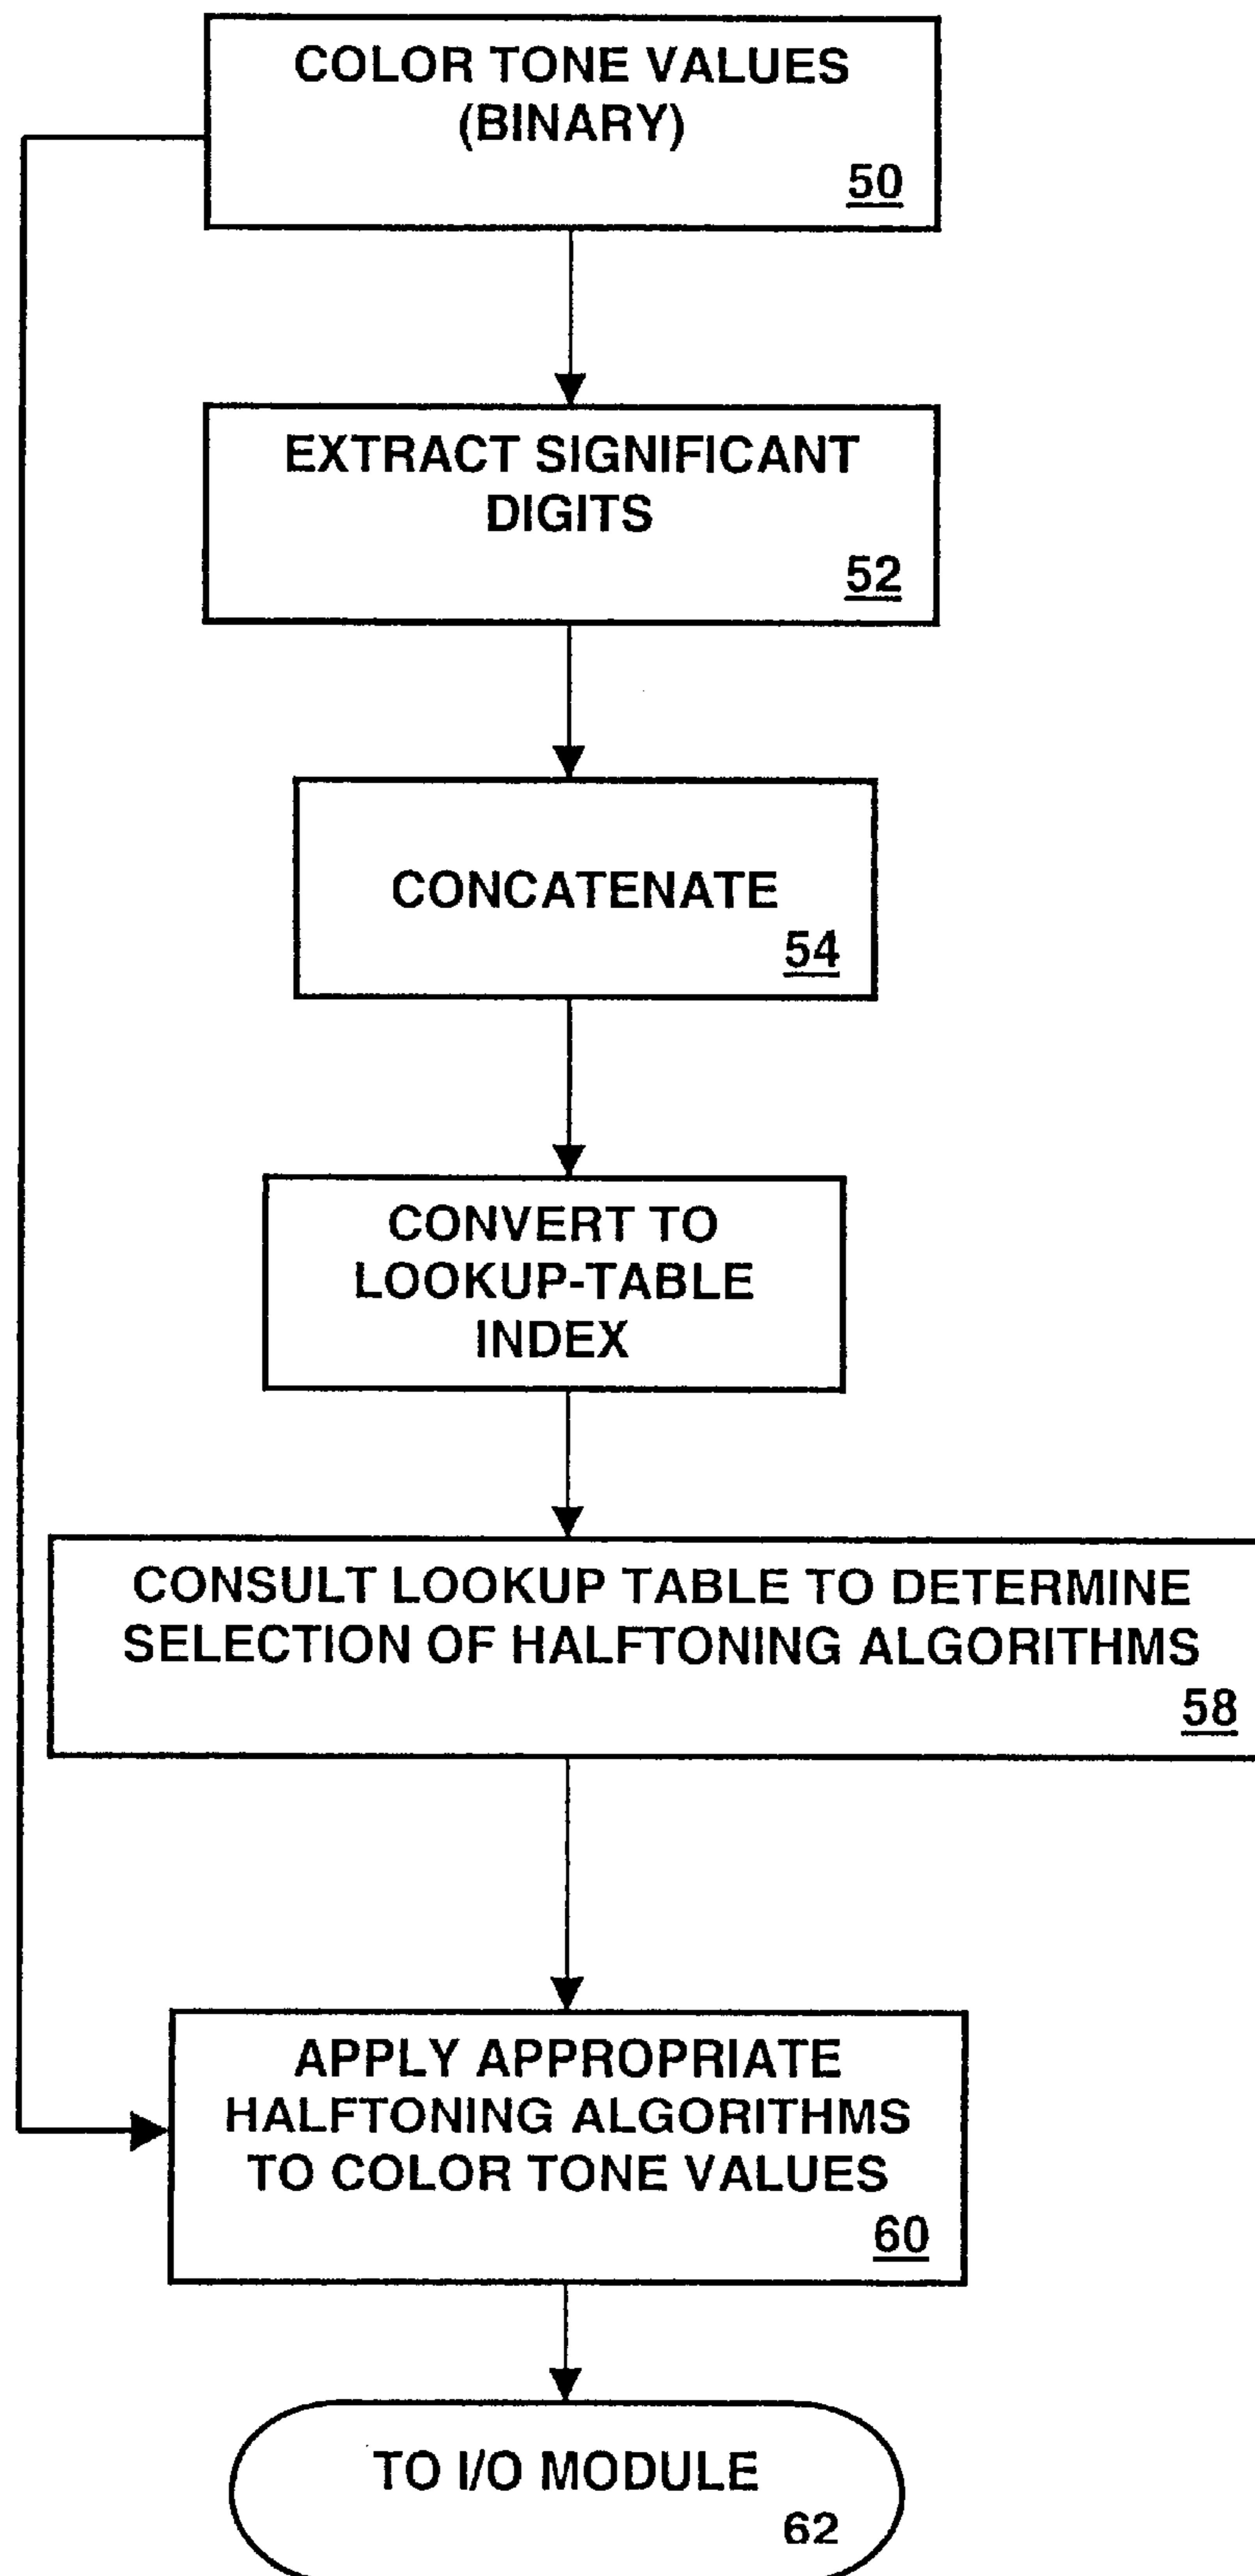 COLOR TONE VALUES
(BINARY)
50
EXTRACT SIGNIFICANT
DIGITS
52
CONCATENATE
54
CONVERT TO
LOOKUP-TABLE
INDEX
CONSULT LOOKUP TABLE TO DETERMINE
SELECTION OF HALFTONING ALGORITHMS
58
APPLY APPROPRIATE
HALFTONING ALGORITHMS
TO COLOR TONE VALUES
60
TO I/O MODULE
62